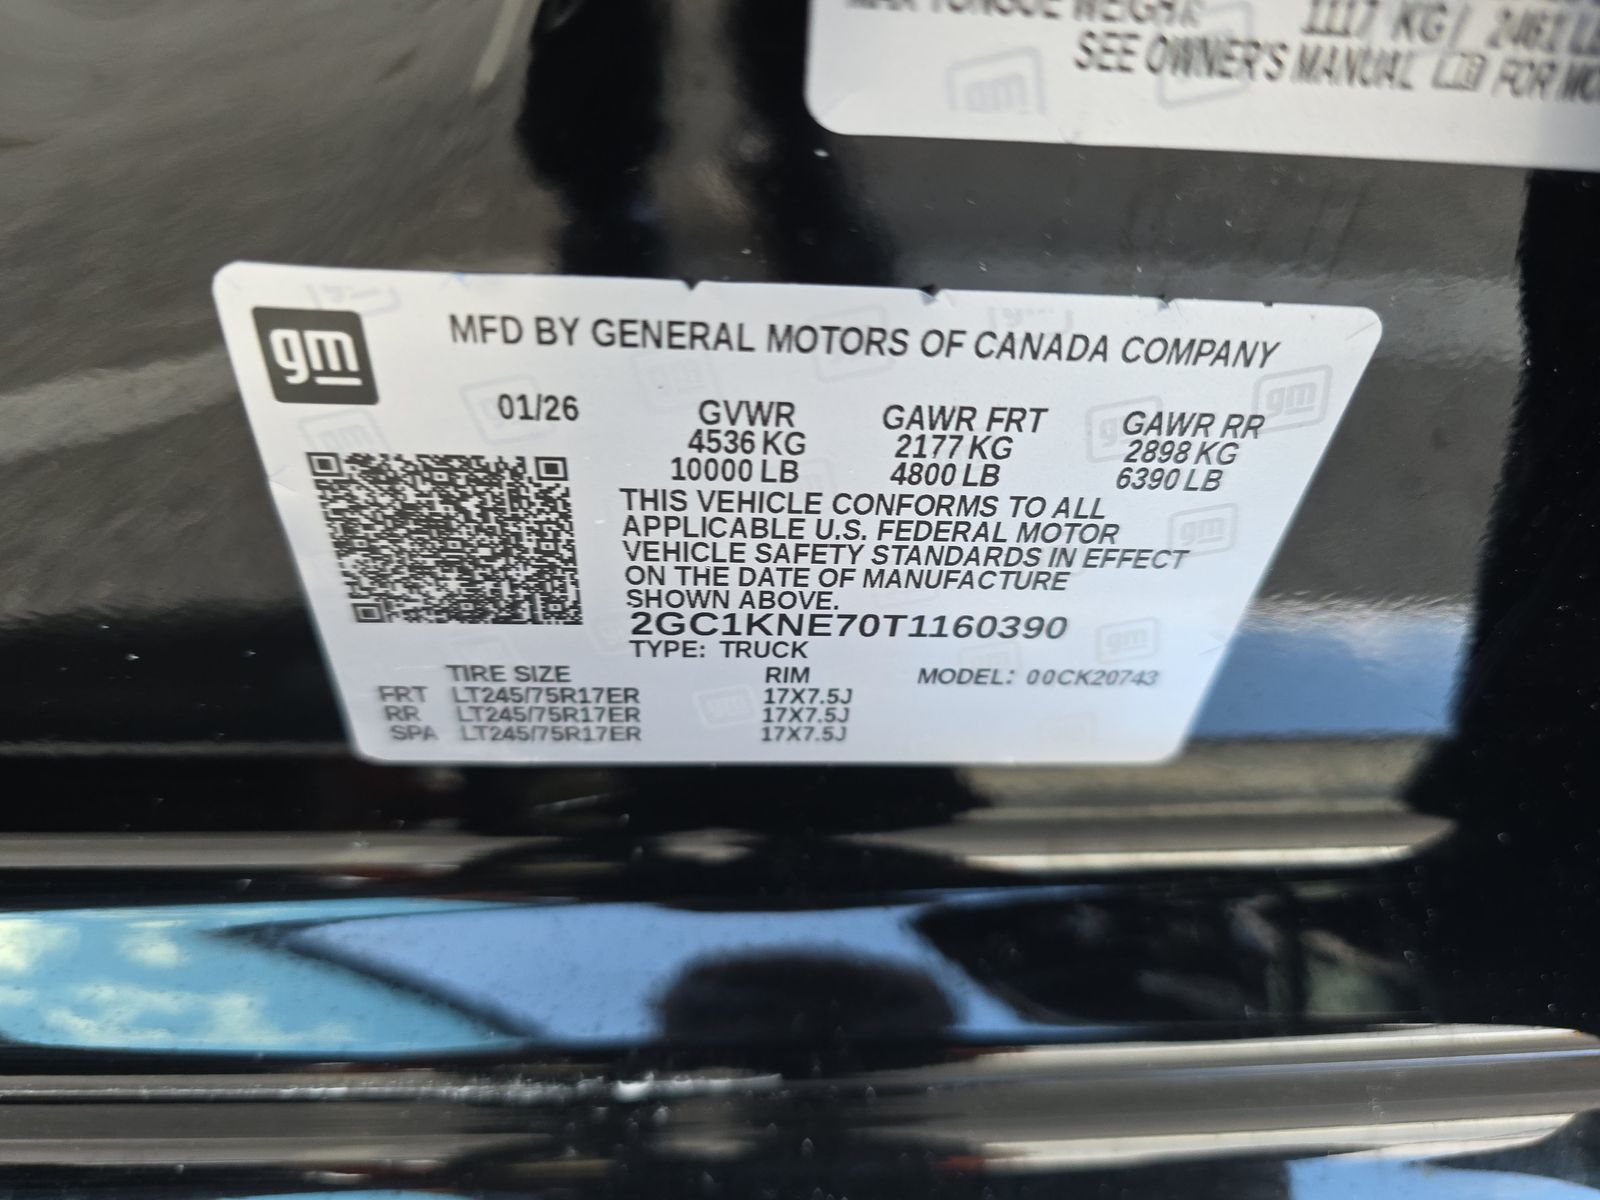 MAX TONGUE WEIGHT: 1117 KG/ 2461
SEE OWNER'S MANUAL FOR
gm
MFD BY GENERAL MOTORS OF CANADA COMPANY
01/26
GVWR GAWR FRT GAWR RR
4536 KG 2177 KG 2898 KG
10000 LB 4800 LB 6390 LB
THIS VEHICLE CONFORMS TO ALL
APPLICABLE U.S. FEDERAL MOTOR
VEHICLE SAFETY STANDARDS IN EFFECT
ON THE DATE OF MANUFACTURE
SHOWN ABOVE.
2GC1KNE70T1160390
TYPE: TRUCK
TIRE SIZE RIM MODEL: 00CK20743
FRT LT245/75R17ER 17X7.5J
RR LT245/75R17ER 17X7.5J
SPA LT245/75R17ER 17X7.5J